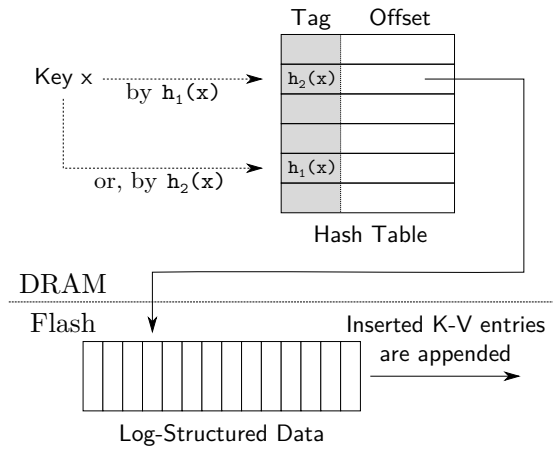 Tag Offset
Key x
h₂(x)
by h₁(x)
h₁(x)
or, by h₂(x)
Hash Table
DRAM
Flash
Inserted K-V entries
are appended
Log-Structured Data